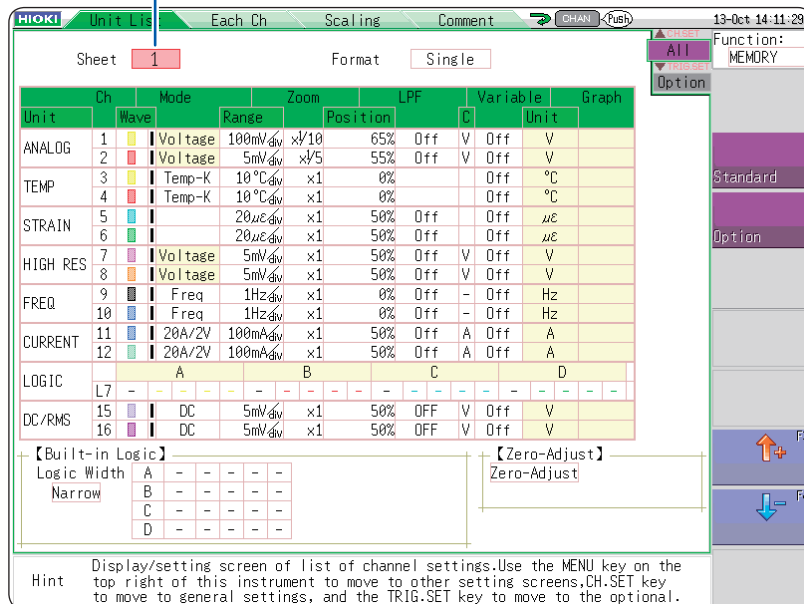 HIOKI Unit List Each Ch Scaling Comment CHAN Push 13-Oct 14:11:29
Sheet 1 Format Single
▲CH.SET
All
▼TRIG.SET
Option
Function:
MEMORY
Standard
Option
Ch Mode Zoom LPF Variable Graph
Unit Wave Range Position C Unit
ANALOG 1 Voltage 100mV/div x1/10 65% Off V Off V
2 Voltage 5mV/div x1/5 55% Off V Off V
TEMP 3 Temp-K 10°C/div x1 0% Off °C
4 Temp-K 10°C/div x1 0% Off °C
STRAIN 5 20με/div x1 50% Off Off με
6 20με/div x1 50% Off Off με
HIGH RES 7 Voltage 5mV/div x1 50% Off V Off V
8 Voltage 5mV/div x1 50% Off V Off V
FREQ 9 Freq 1Hz/div x1 0% Off - Off Hz
10 Freq 1Hz/div x1 0% Off - Off Hz
CURRENT 11 20A/2V 100mA/div x1 50% Off A Off A
12 20A/2V 100mA/div x1 50% Off A Off A
LOGIC A B C D
L7 - - - - - - - - - - - - - - - -
DC/RMS 15 DC 5mV/div x1 50% OFF V Off V
16 DC 5mV/div x1 50% OFF V Off V
【Built-in Logic】
Logic Width A - - - -
Narrow B - - - -
C - - - -
D - - - -
【Zero-Adjust】
Zero-Adjust
Hint Display/setting screen of list of channel settings.Use the MENU key on the
top right of this instrument to move to other setting screens,CH.SET key
to move to general settings, and the TRIG.SET key to move to the optional.